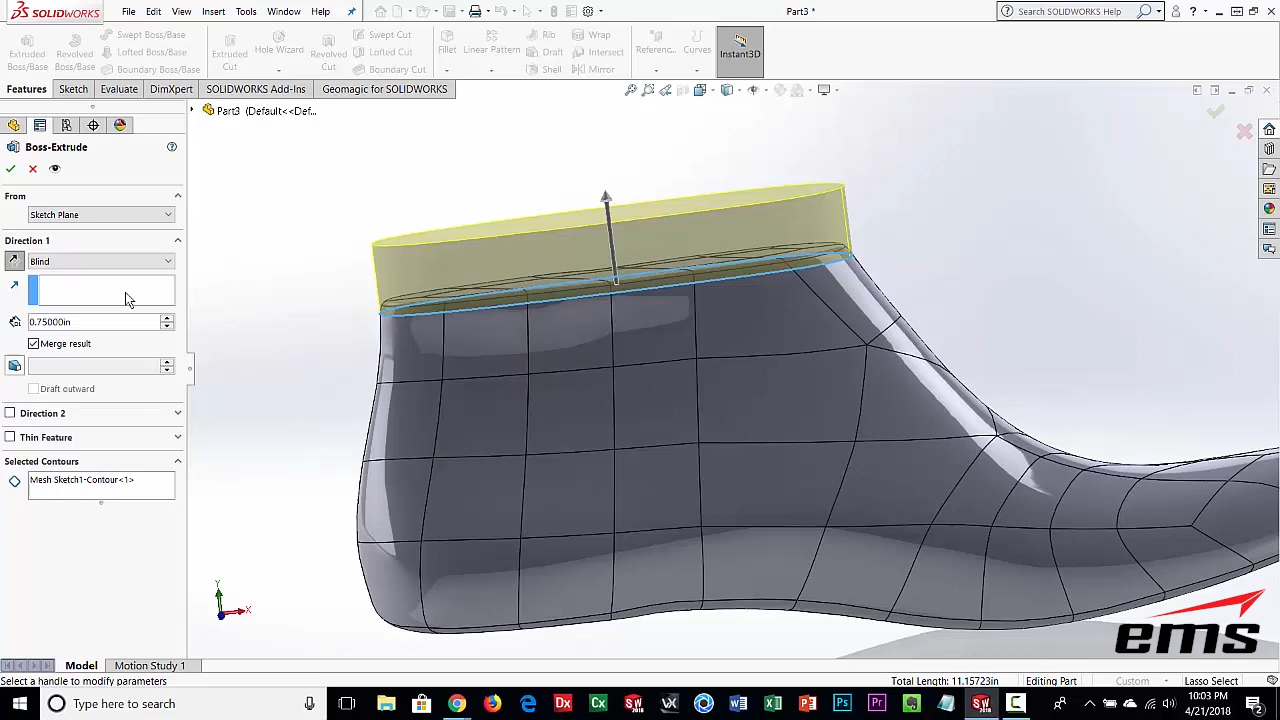 SOLIDWORKS
File Edit View Insert Tools Window Help
Part3 *
Search SOLIDWORKS Help
Extruded Boss/Base
Revolved Boss/Base
Swept Boss/Base
Lofted Boss/Base
Boundary Boss/Base
Extruded Cut
Hole Wizard
Revolved Cut
Swept Cut
Lofted Cut
Boundary Cut
Fillet
Linear Pattern
Rib
Draft
Shell
Wrap
Intersect
Mirror
Referenc...
Curves
Instant3D
Features Sketch Evaluate DimXpert SOLIDWORKS Add-Ins Geomagic for SOLIDWORKS
Part3 (Default<<Def...
Boss-Extrude
From
Sketch Plane
Direction 1
Blind
0.75000in
Merge result
Draft outward
Direction 2
Thin Feature
Selected Contours
Mesh Sketch1-Contour<1>
Y
X
ems
Model Motion Study 1
Select a handle to modify parameters
Total Length: 11.15723in Editing Part Custom Lasso Select
Type here to search
10:03 PM
4/21/2018